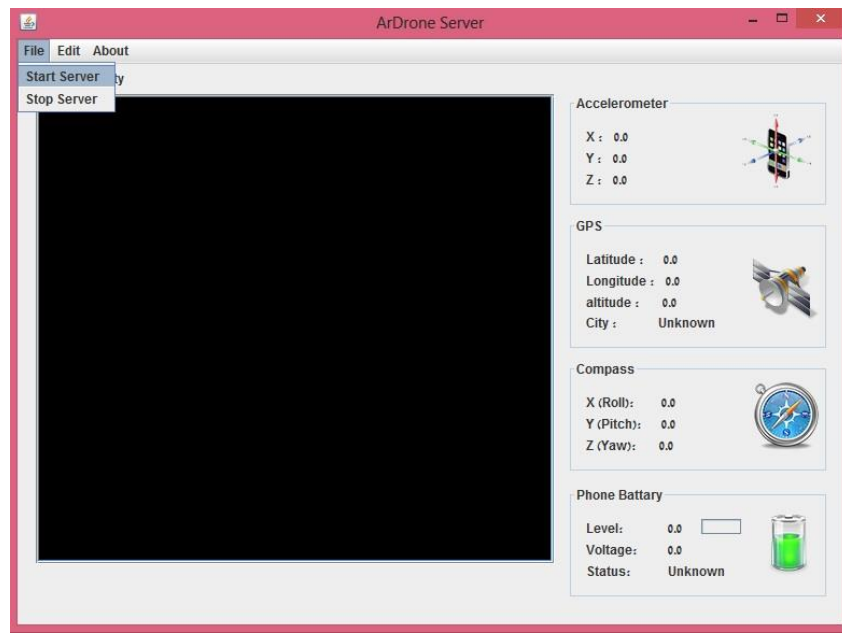 ArDrone Server
File Edit About
Start Server
Stop Server
Accelerometer
X : 0.0
Y : 0.0
Z : 0.0
GPS
Latitude : 0.0
Longitude : 0.0
altitude : 0.0
City : Unknown
Compass
X (Roll): 0.0
Y (Pitch): 0.0
Z (Yaw): 0.0
Phone Battary
Level: 0.0
Voltage: 0.0
Status: Unknown